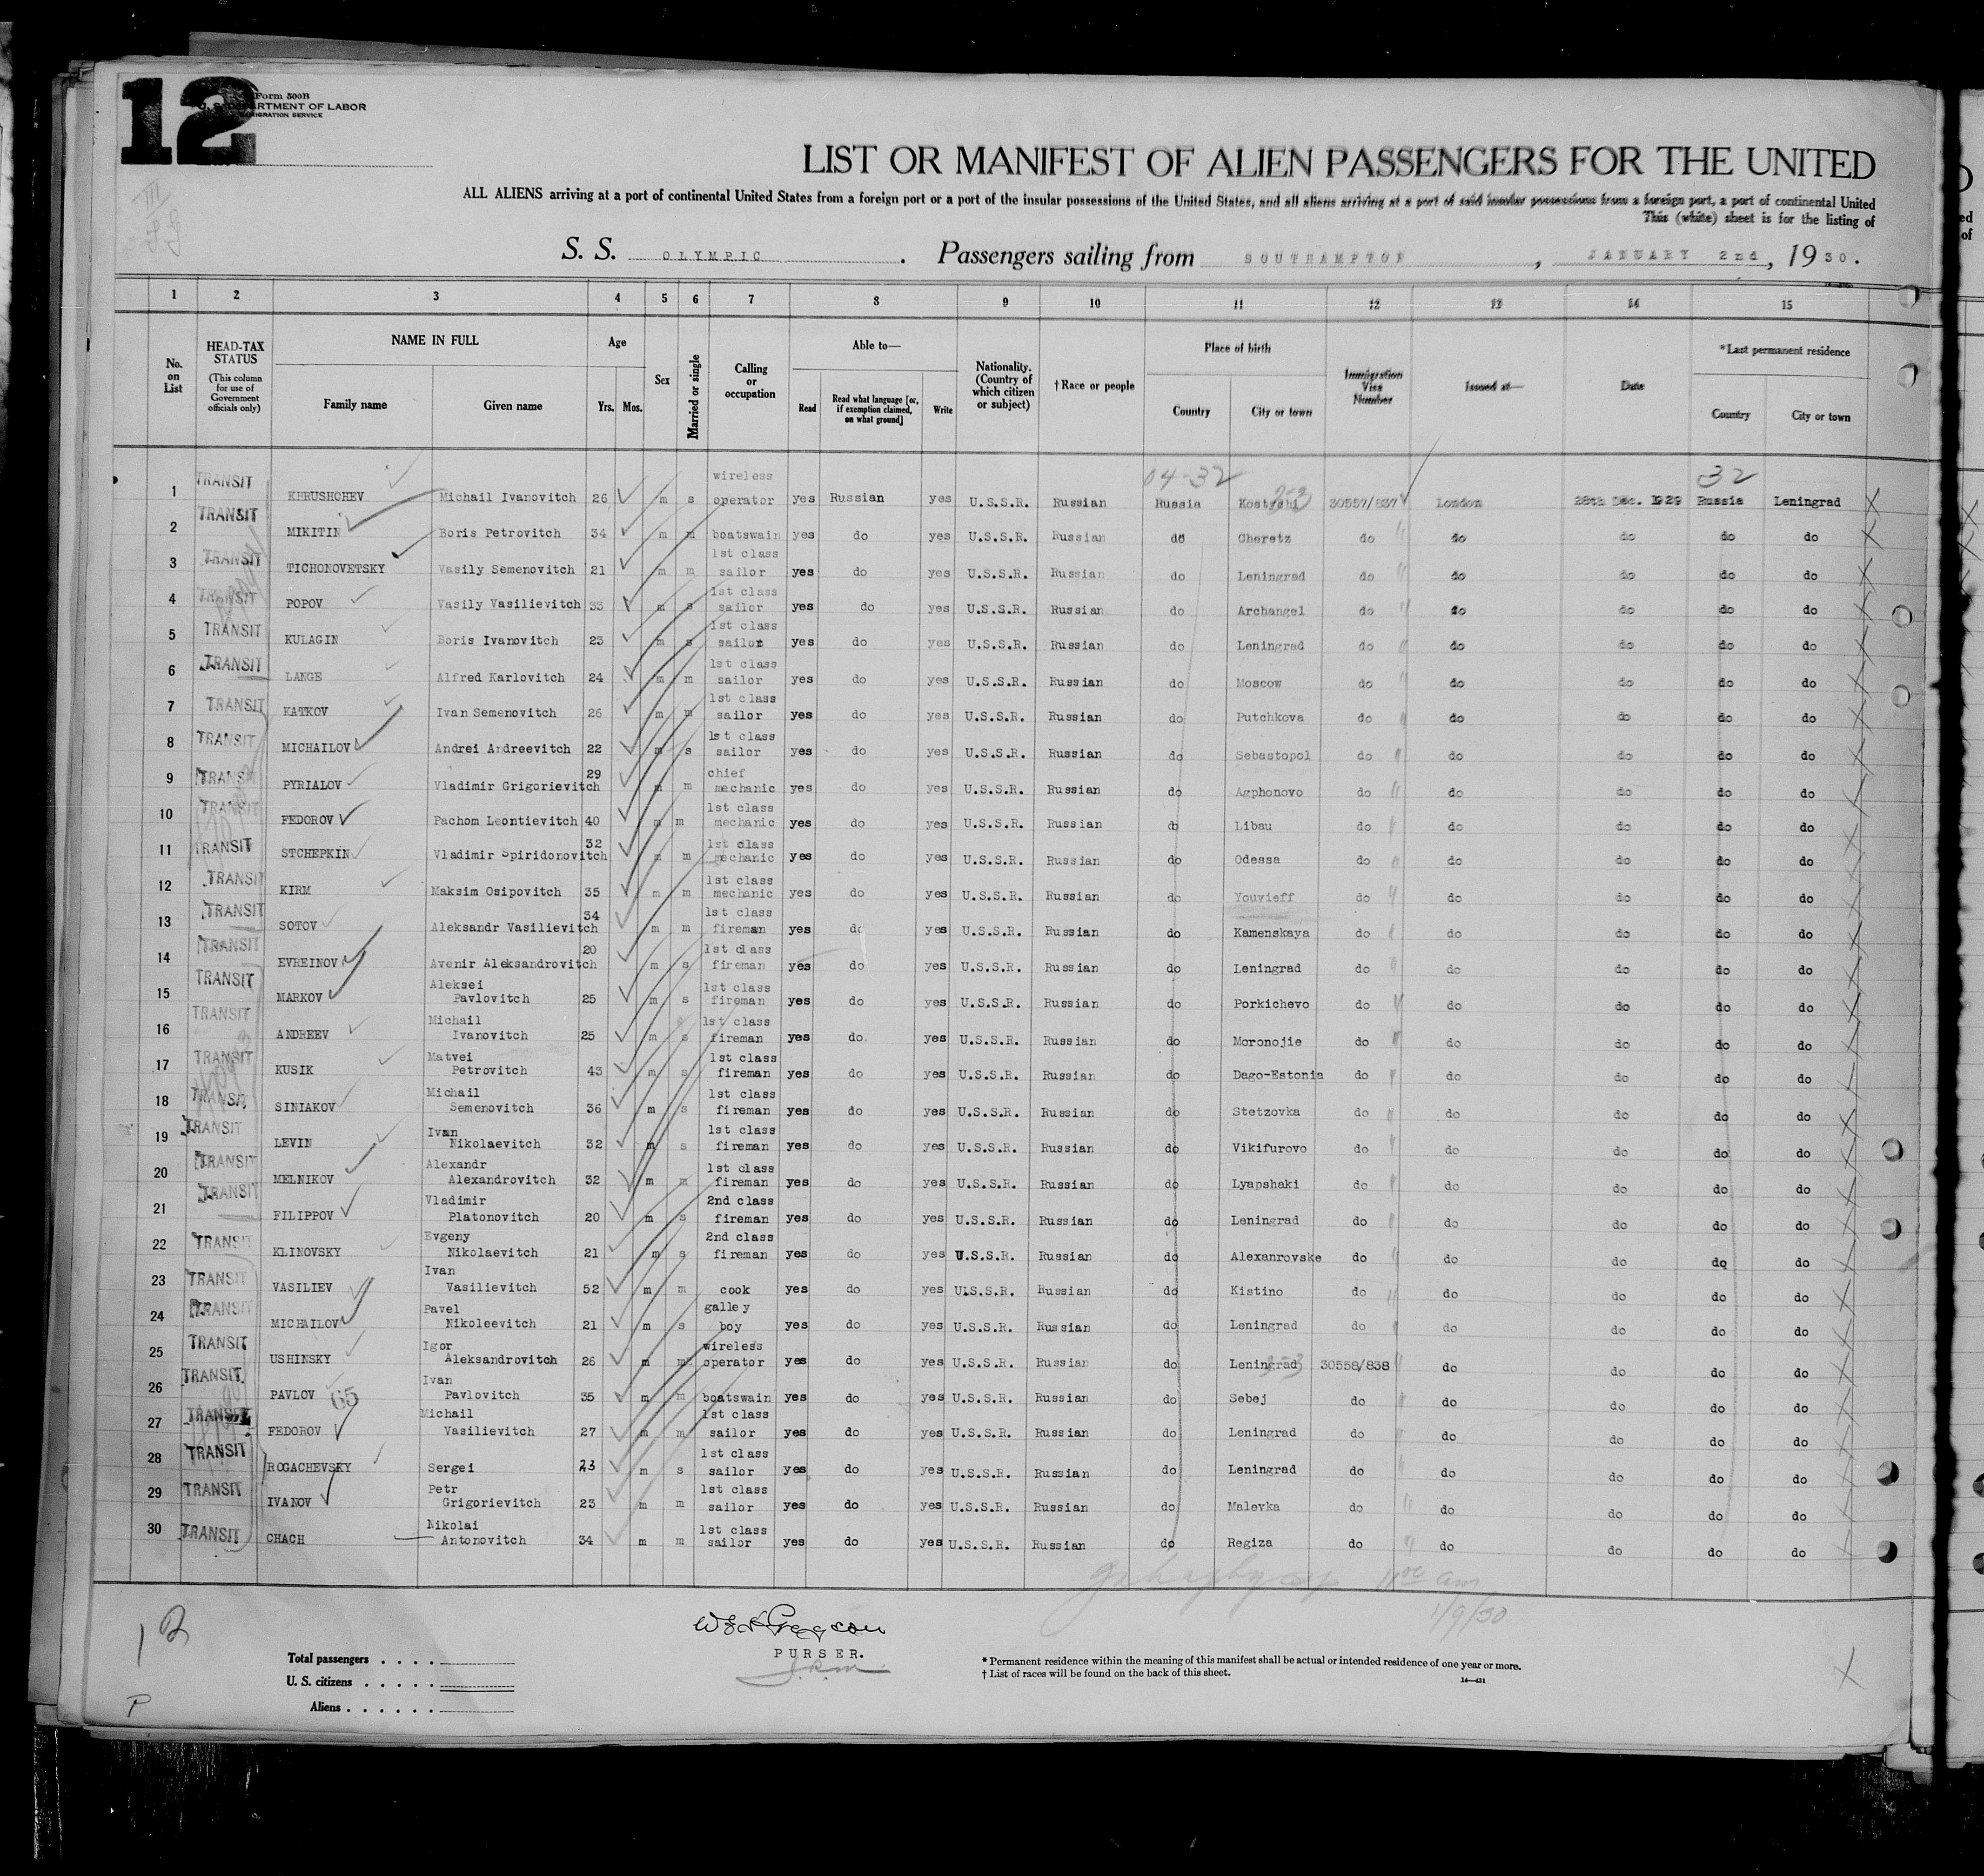 12
Form 500B
U. S. DEPARTMENT OF LABOR
IMMIGRATION SERVICE
LIST OR MANIFEST OF ALIEN PASSENGERS FOR THE UNITED
ALL ALIENS arriving at a port of continental United States from a foreign port or a port of the insular possessions of the United States, and all aliens arriving at a port of said insular possessions from a foreign port, a port of continental United
This (white) sheet is for the listing of
S. S. OLYMPIC. Passengers sailing from SOUTHAMPTON, JANUARY 2nd, 1930.
1 2 3 4 5 6 7 8 9 10 11 12 13 14 15
No. on List HEAD-TAX STATUS (This column for use of Government officials only) NAME IN FULL Family name Given name Age Yrs. Mos. Sex Married or single Calling or occupation Able to— Read Read what language [or, if exemption claimed, on what ground] Write Nationality. (Country of which citizen or subject) †Race or people Place of birth Country City or town Immigration Visa Number Issued at— Date *Last permanent residence Country City or town
04-32 32
1 TRANSIT KHRUSHCHEV Michail Ivanovitch 26 m s wireless operator yes Russian yes U.S.S.R. Russian Russia Kostyshi 30557/837 London 28th Dec. 1929 Russia Leningrad
2 TRANSIT MIKITIN Boris Petrovitch 34 m m boatswain yes do yes U.S.S.R. Russian do Gheretz do do do do do
3 TRANSIT TICHONOVETSKY Vasily Semenovitch 21 m m 1st class sailor yes do yes U.S.S.R. Russian do Leningrad do do do do do
4 TRANSIT POPOV Vasily Vasilievitch 33 m s 1st class sailor yes do yes U.S.S.R. Russian do Archangel do do do do do
5 TRANSIT KULAGIN Boris Ivanovitch 23 m s 1st class sailor yes do yes U.S.S.R. Russian do Leningrad do do do do do
6 TRANSIT LANGE Alfred Karlovitch 24 m m 1st class sailor yes do yes U.S.S.R. Russian do Moscow do do do do do
7 TRANSIT KATKOV Ivan Semenovitch 26 m m 1st class sailor yes do yes U.S.S.R. Russian do Putchkova do do do do do
8 TRANSIT MICHAILOV Andrei Andreevitch 22 m s 1st class sailor yes do yes U.S.S.R. Russian do Sebastopol do do do do do
9 TRANSIT PYRIALOV Vladimir Grigorievitch 29 m m chief mechanic yes do yes U.S.S.R. Russian do Agphonovo do do do do do
10 TRANSIT FEDOROV Pachom Leontievitch 40 m m 1st class mechanic yes do yes U.S.S.R. Russian do Libau do do do do do
11 TRANSIT STCHEPKIN Vladimir Spiridonovitch 32 m m 1st class mechanic yes do yes U.S.S.R. Russian do Odessa do do do do do
12 TRANSIT KIRM Maksim Osipovitch 35 m m 1st class mechanic yes do yes U.S.S.R. Russian do Youvieff do do do do do
13 TRANSIT SOTOV Aleksandr Vasilievitch 34 m m 1st class fireman yes do yes U.S.S.R. Russian do Kamenskaya do do do do do
14 TRANSIT EVREINOV Avenir Aleksandrovitch 20 m s 1st class fireman yes do yes U.S.S.R. Russian do Leningrad do do do do do
15 TRANSIT MARKOV Aleksei Pavlovitch 25 m s 1st class fireman yes do yes U.S.S.R. Russian do Porkichevo do do do do do
16 TRANSIT ANDREEV Michail Ivanovitch 25 m s 1st class fireman yes do yes U.S.S.R. Russian do Moronojie do do do do do
17 TRANSIT KUSIK Matvei Petrovitch 43 m s 1st class fireman yes do yes U.S.S.R. Russian do Dago-Estonia do do do do do
18 TRANSIT SINIAKOV Michail Semenovitch 36 m s 1st class fireman yes do yes U.S.S.R. Russian do Stetzovka do do do do do
19 TRANSIT LEVIN Ivan Nikolaevitch 32 m s 1st class fireman yes do yes U.S.S.R. Russian do Vikifurovo do do do do do
20 TRANSIT MELNIKOV Alexandr Alexandrovitch 32 m m 1st class fireman yes do yes U.S.S.R. Russian do Lyapshaki do do do do do
21 TRANSIT FILIPPOV Vladimir Platonovitch 20 m s 2nd class fireman yes do yes U.S.S.R. Russian do Leningrad do do do do do
22 TRANSIT KLINOVSKY Evgeny Nikolaevitch 21 m s 2nd class fireman yes do yes U.S.S.R. Russian do Alexanrovske do do do do do
23 TRANSIT VASILIEV Ivan Vasilievitch 52 m m cook yes do yes U.S.S.R. Russian do Kistino do do do do do
24 TRANSIT MICHAILOV Pavel Nikoleevitch 21 m s galley boy yes do yes U.S.S.R. Russian do Leningrad do do do do do
25 TRANSIT USHINSKY Igor Aleksandrovitch 26 m m wireless operator yes do yes U.S.S.R. Russian do Leningrad 30558/838 do do do do
26 TRANSIT PAVLOV 65 Ivan Pavlovitch 35 m m boatswain yes do yes U.S.S.R. Russian do Sebej do do do do do
27 TRANSIT FEDOROV Michail Vasilievitch 27 m m 1st class sailor yes do yes U.S.S.R. Russian do Leningrad do do do do do
28 TRANSIT ROGACHEVSKY Sergei 23 m s 1st class sailor yes do yes U.S.S.R. Russian do Leningrad do do do do do
29 TRANSIT IVANOV Petr Grigorievitch 23 m m 1st class sailor yes do yes U.S.S.R. Russian do Malevka do do do do do
30 TRANSIT CHACH Nikolai Antonovitch 34 m m 1st class sailor yes do yes U.S.S.R. Russian do Regiza do do do do do
11 00 am
1/9/30
PURSER.
Total passengers
U. S. citizens
Aliens
* Permanent residence within the meaning of this manifest shall be actual or intended residence of one year or more.
† List of races will be found on the back of this sheet.
14—431
P